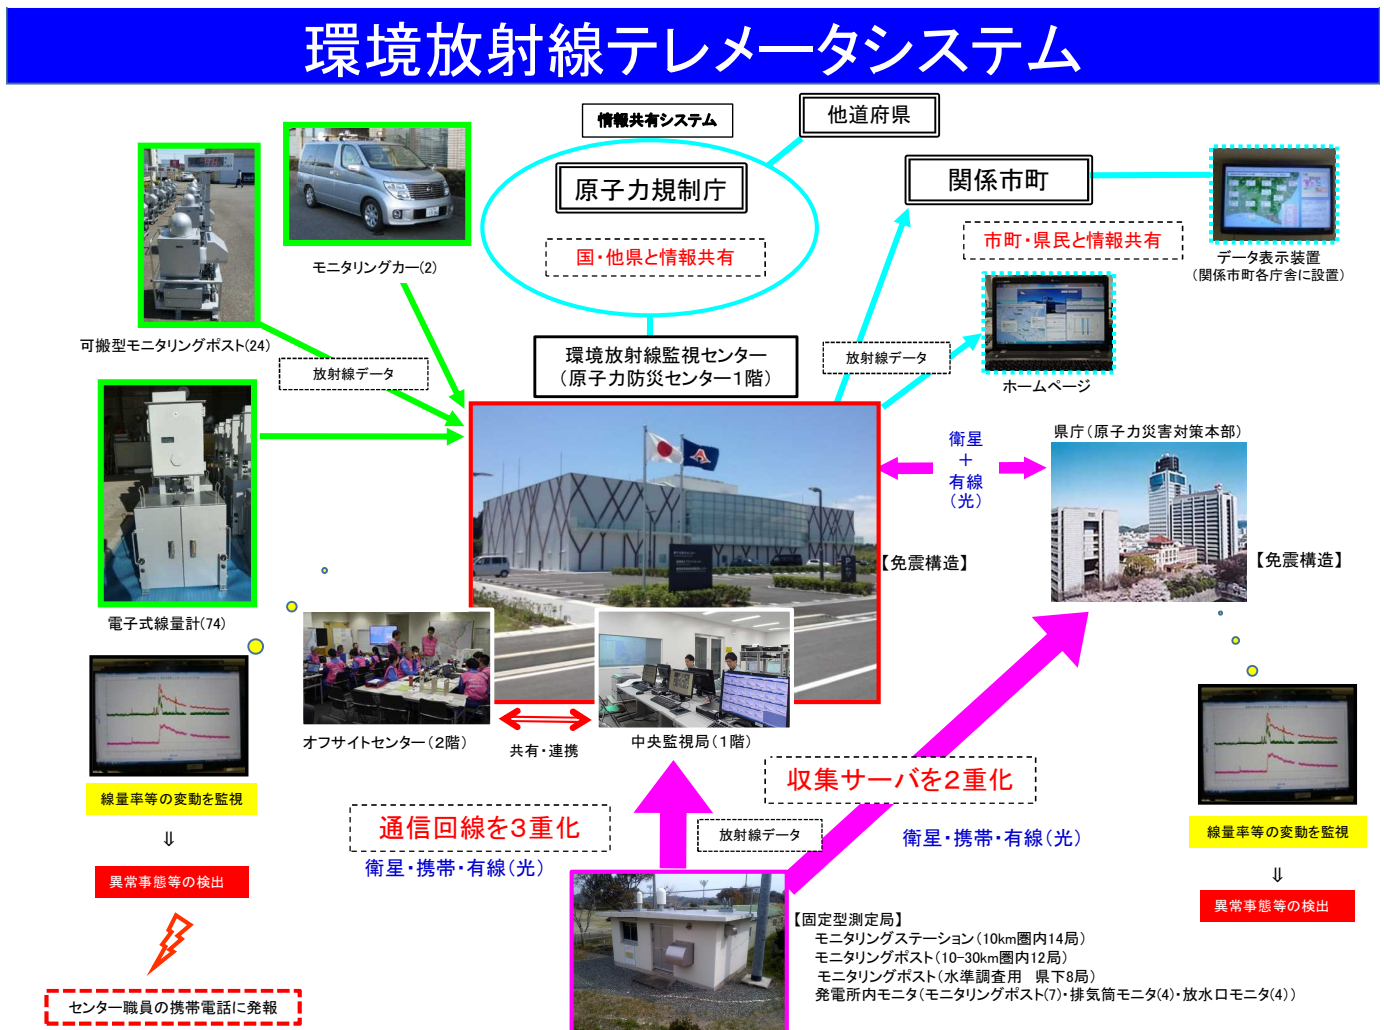 環境放射線テレメータシステム
情報共有システム
他道府県
原子力規制庁
国・他県と情報共有
関係市町
市町・県民と情報共有
データ表示装置
(関係市町各庁舎に設置)
モニタリングカー(2)
可搬型モニタリングポスト(24)
放射線データ
環境放射線監視センター
(原子力防災センター1階)
放射線データ
ホームページ
県庁(原子力災害対策本部)
衛星
+
有線
(光)
【免震構造】
【免震構造】
電子式線量計(74)
オフサイトセンター(2階)
共有・連携
中央監視局(1階)
線量率等の変動を監視
⇓
異常事態等の検出
センター職員の携帯電話に発報
通信回線を3重化
衛星・携帯・有線(光)
放射線データ
収集サーバを2重化
衛星・携帯・有線(光)
線量率等の変動を監視
⇓
異常事態等の検出
【固定型測定局】
モニタリングステーション(10km圏内14局)
モニタリングポスト(10-30km圏内12局)
モニタリングポスト(水準調査用 県下8局)
発電所内モニタ(モニタリングポスト(7)・排気筒モニタ(4)・放水口モニタ(4))